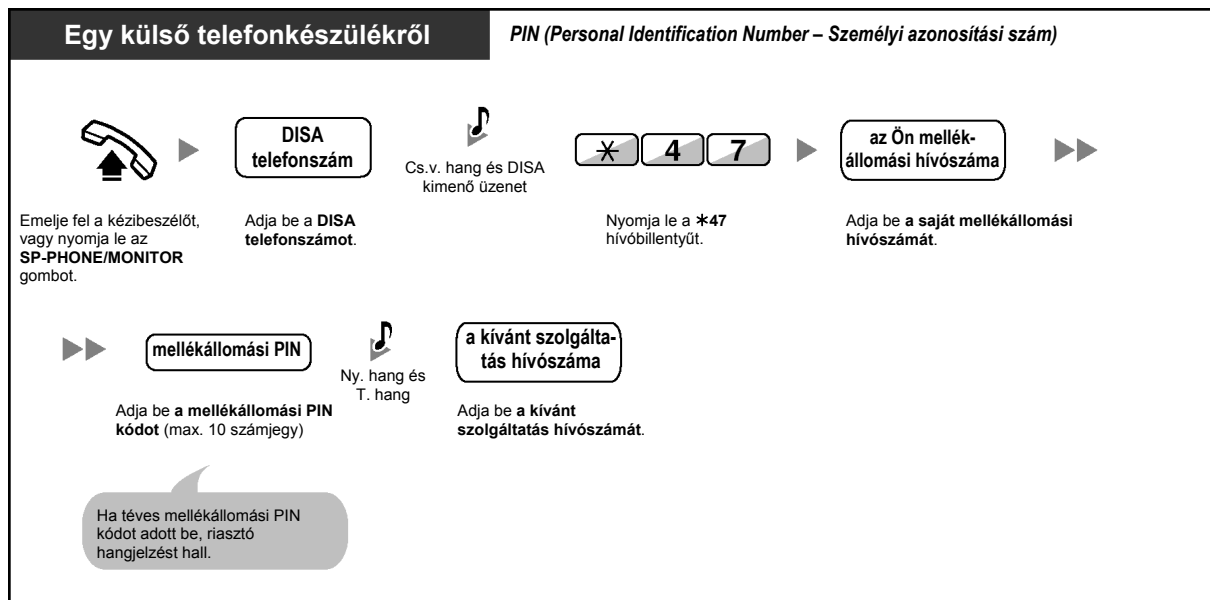 Egy külső telefonkészülékről
PIN (Personal Identification Number – Személyi azonosítási szám)
DISA
telefonszám
Cs.v. hang és DISA
kimenő üzenet
✳ 4 7
az Ön mellék-
állomási hívószáma
Emelje fel a kézibeszélőt,
vagy nyomja le az
SP-PHONE/MONITOR
gombot.
Adja be a DISA
telefonszámot.
Nyomja le a ✳47
hívóbillentyűt.
Adja be a saját mellékállomási
hívószámát.
mellékállomási PIN
Ny. hang és
T. hang
a kívánt szolgálta-
tás hívószáma
Adja be a mellékállomási PIN
kódot (max. 10 számjegy)
Adja be a kívánt
szolgáltatás hívószámát.
Ha téves mellékállomási PIN
kódot adott be, riasztó
hangjelzést hall.